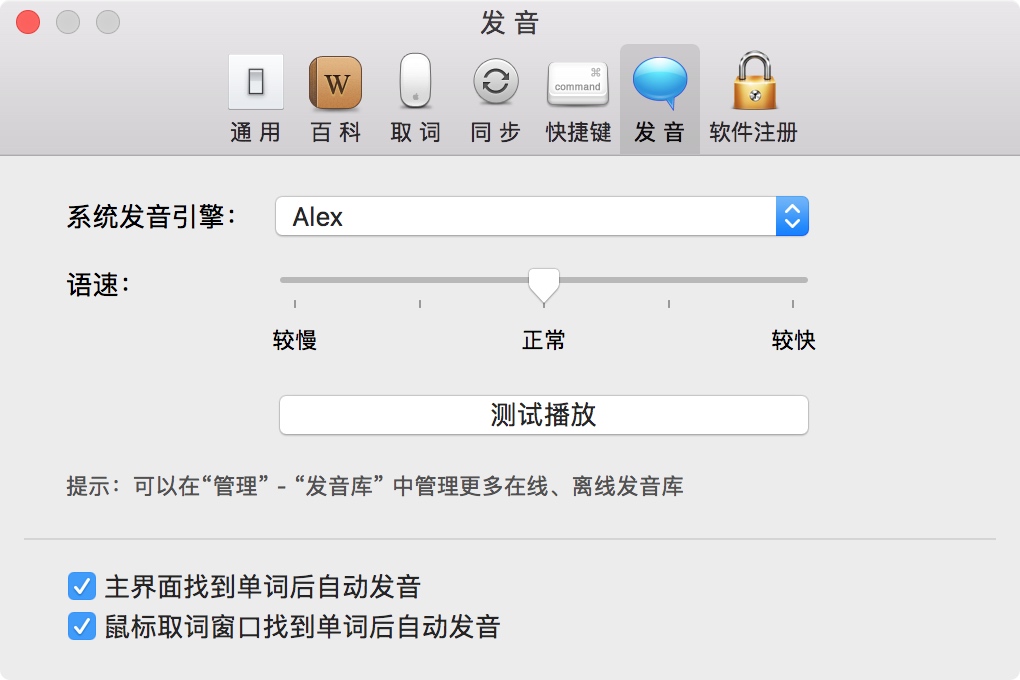 发音
W
⌘
command
通用 百科 取词 同步 快捷键 发音 软件注册
系统发音引擎： Alex
语速：
较慢 正常 较快
测试播放
提示：可以在“管理” - “发音库” 中管理更多在线、离线发音库
主界面找到单词后自动发音
鼠标取词窗口找到单词后自动发音